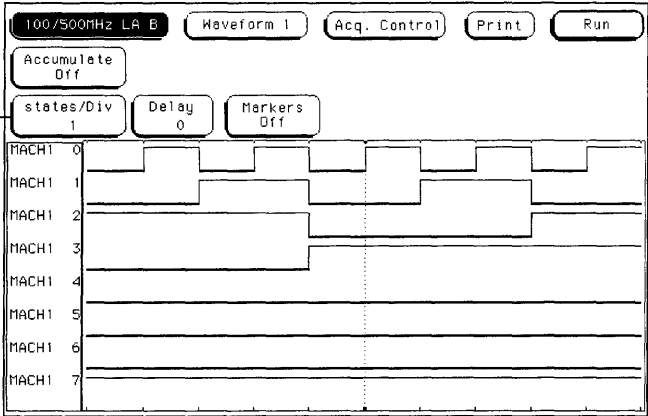 100/500MHz LA B Waveform 1 Acq. Control Print Run
Accumulate
Off
states/Div Delay Markers
1 0 Off
MACH1 0
MACH1 1
MACH1 2
MACH1 3
MACH1 4
MACH1 5
MACH1 6
MACH1 7